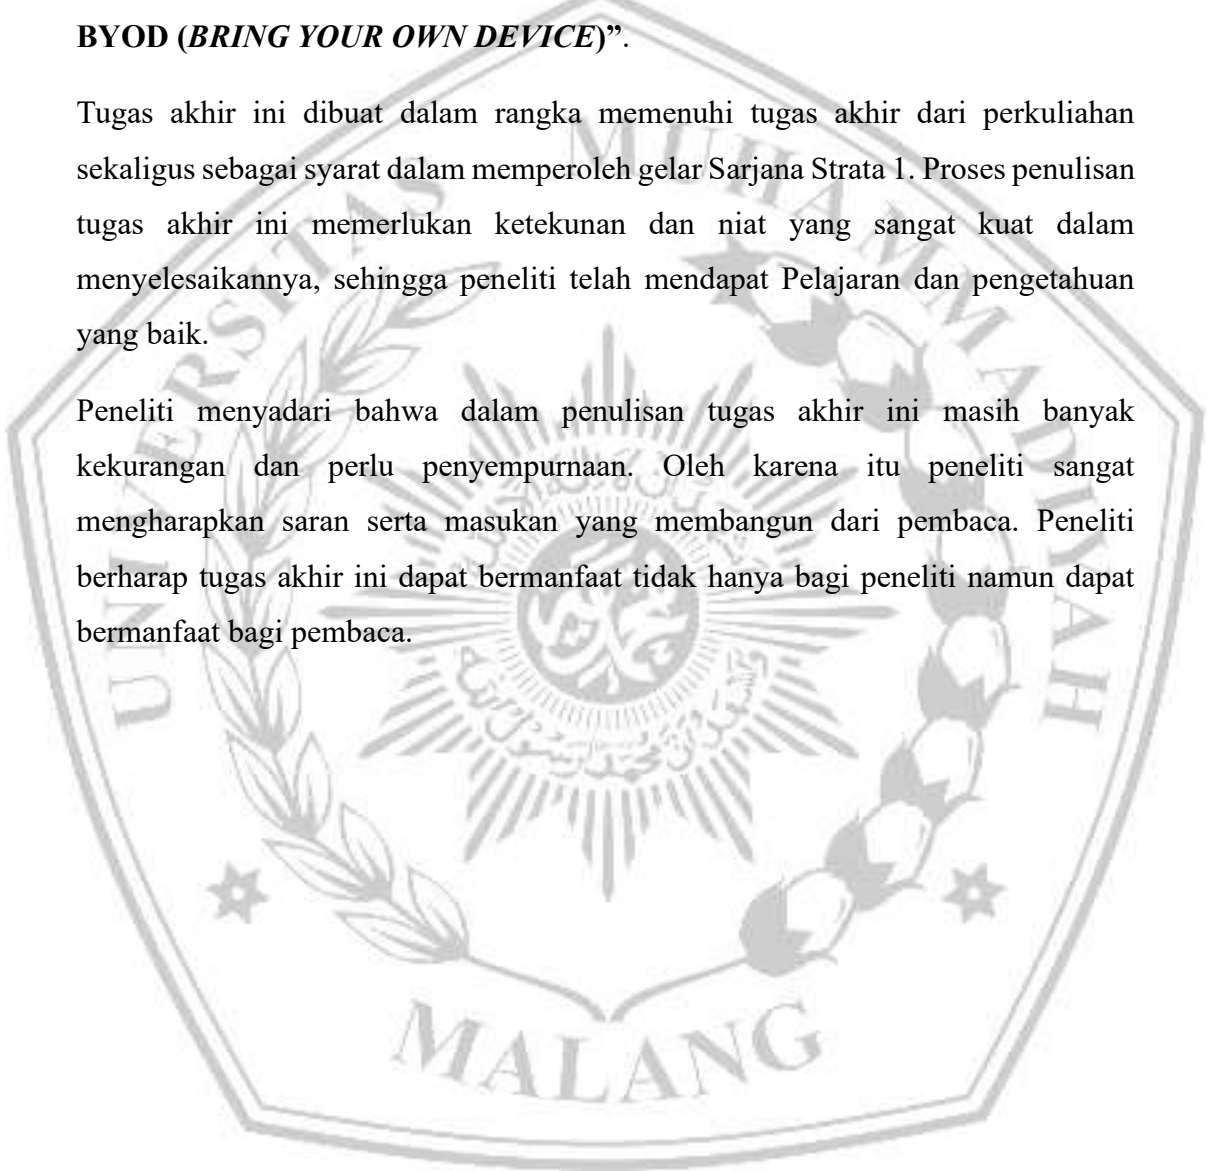 BYOD (BRING YOUR OWN DEVICE)”.
Tugas akhir ini dibuat dalam rangka memenuhi tugas akhir dari perkuliahan
sekaligus sebagai syarat dalam memperoleh gelar Sarjana Strata 1. Proses penulisan
tugas akhir ini memerlukan ketekunan dan niat yang sangat kuat dalam
menyelesaikannya, sehingga peneliti telah mendapat Pelajaran dan pengetahuan
yang baik.
Peneliti menyadari bahwa dalam penulisan tugas akhir ini masih banyak
kekurangan dan perlu penyempurnaan. Oleh karena itu peneliti sangat
mengharapkan saran serta masukan yang membangun dari pembaca. Peneliti
berharap tugas akhir ini dapat bermanfaat tidak hanya bagi peneliti namun dapat
bermanfaat bagi pembaca.
UNIVERSITAS MUHAMMADIYAH
MALANG